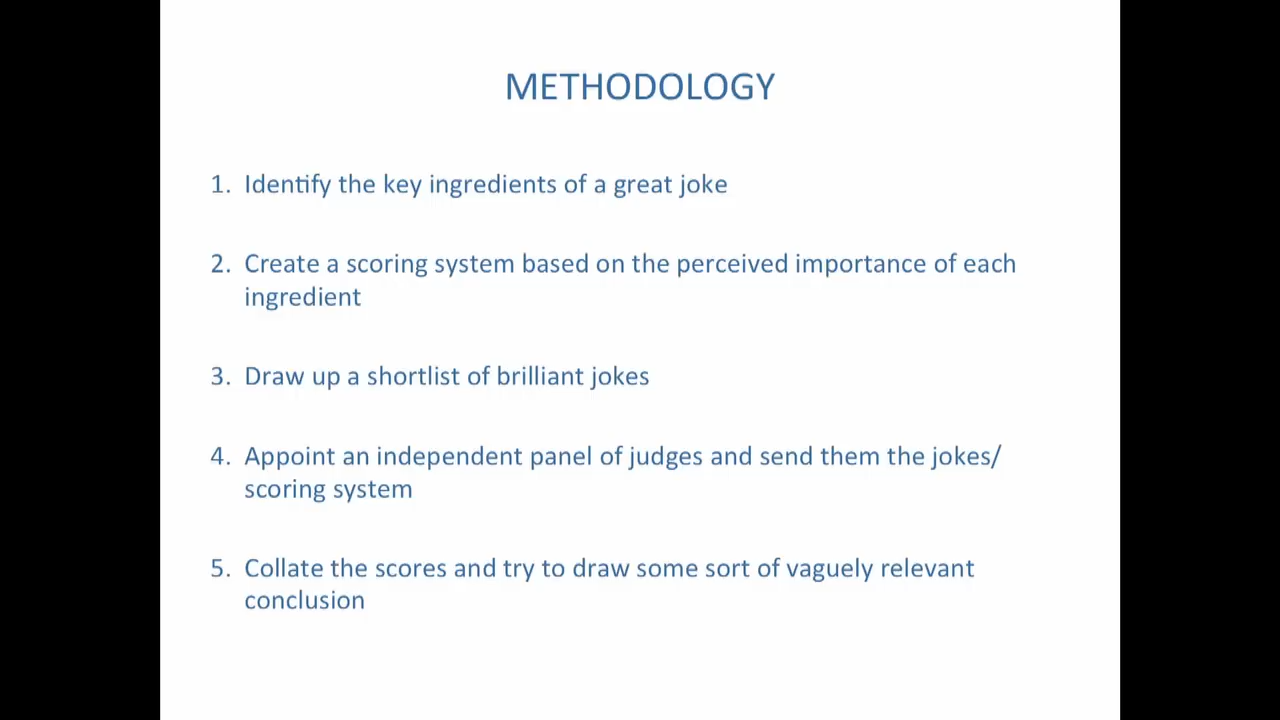 METHODOLOGY
1. Identify the key ingredients of a great joke
2. Create a scoring system based on the perceived importance of each
ingredient
3. Draw up a shortlist of brilliant jokes
4. Appoint an independent panel of judges and send them the jokes/
scoring system
5. Collate the scores and try to draw some sort of vaguely relevant
conclusion